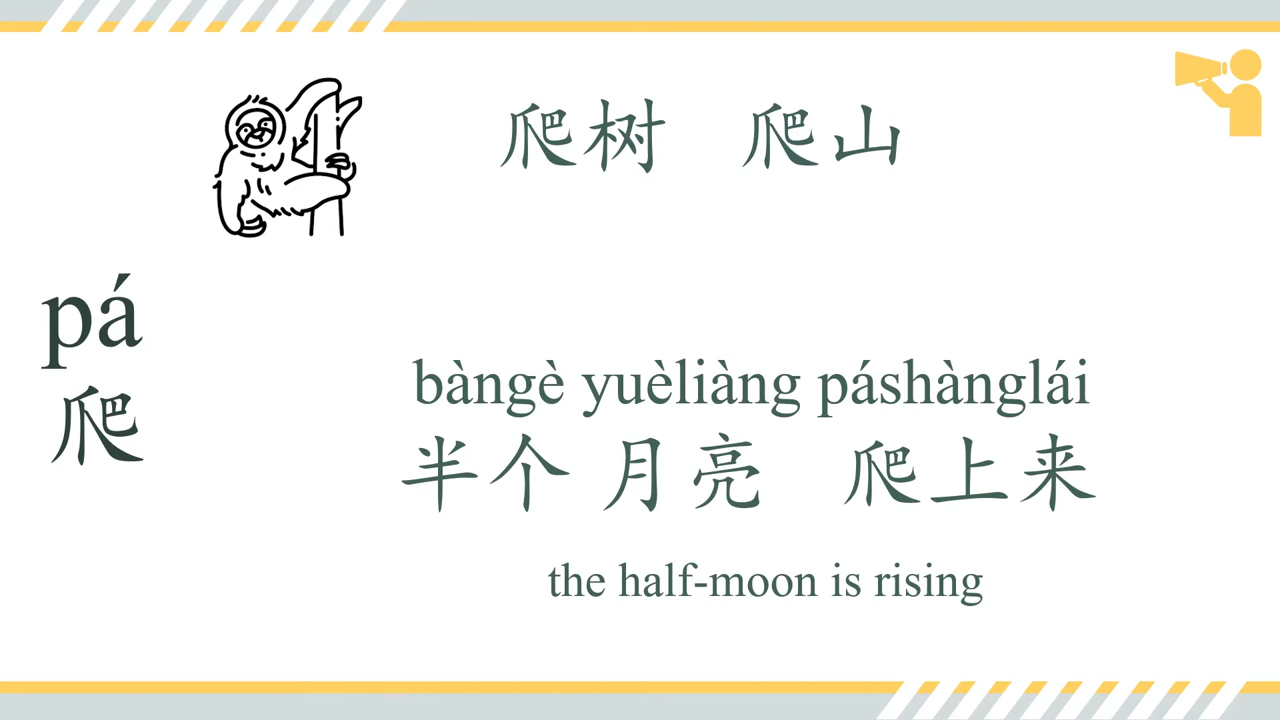 爬树 爬山
pá
爬
bàngè yuèliàng páshànglái
半个 月亮 爬上来
the half-moon is rising